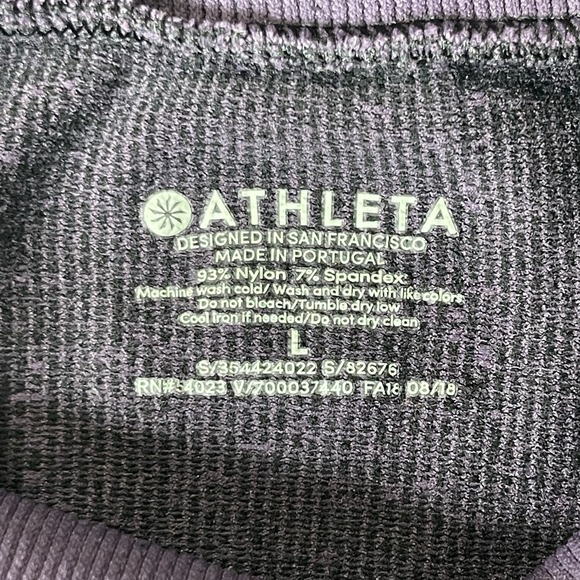 ATHLETA
DESIGNED IN SAN FRANCISCO
MADE IN PORTUGAL
93% Nylon 7% Spandex
Machine wash cold/ Wash and dry with like colors
Do not bleach/Tumble dry low
Cool Iron if needed/Do not dry clean
L
S/354424022 S/82676
RN#54023 V/700037440 FA18 08/18